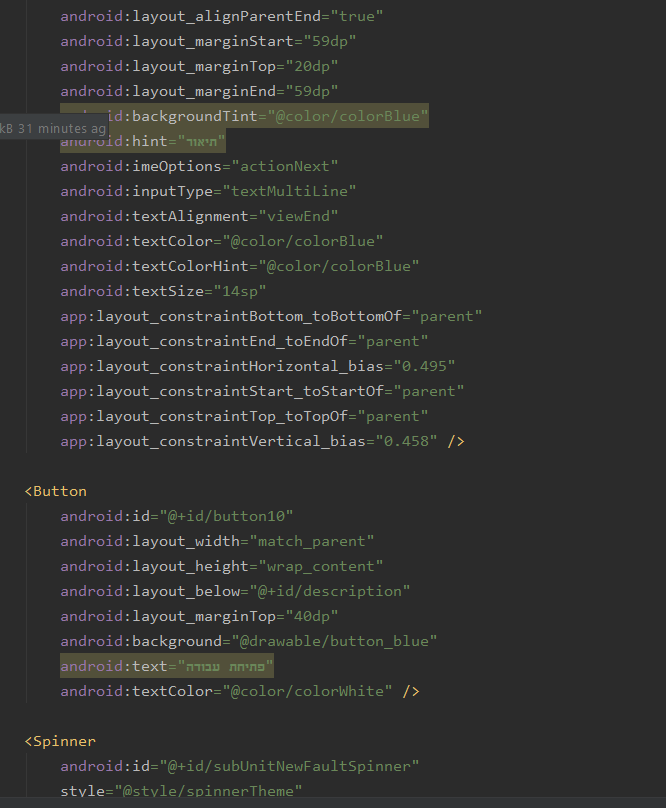 android:layout_alignParentEnd="true"
android:layout_marginStart="59dp"
android:layout_marginTop="20dp"
android:layout_marginEnd="59dp"
android:backgroundTint="@color/colorBlue"
kB 31 minutes ag
android:hint="תיאור"
android:imeOptions="actionNext"
android:inputType="textMultiLine"
android:textAlignment="viewEnd"
android:textColor="@color/colorBlue"
android:textColorHint="@color/colorBlue"
android:textSize="14sp"
app:layout_constraintBottom_toBottomOf="parent"
app:layout_constraintEnd_toEndOf="parent"
app:layout_constraintHorizontal_bias="0.495"
app:layout_constraintStart_toStartOf="parent"
app:layout_constraintTop_toTopOf="parent"
app:layout_constraintVertical_bias="0.458" />
<Button
android:id="@+id/button10"
android:layout_width="match_parent"
android:layout_height="wrap_content"
android:layout_below="@+id/description"
android:layout_marginTop="40dp"
android:background="@drawable/button_blue"
android:text="פתיחת עבודה"
android:textColor="@color/colorWhite" />
<Spinner
android:id="@+id/subUnitNewFaultSpinner"
style="@style/spinnerTheme"